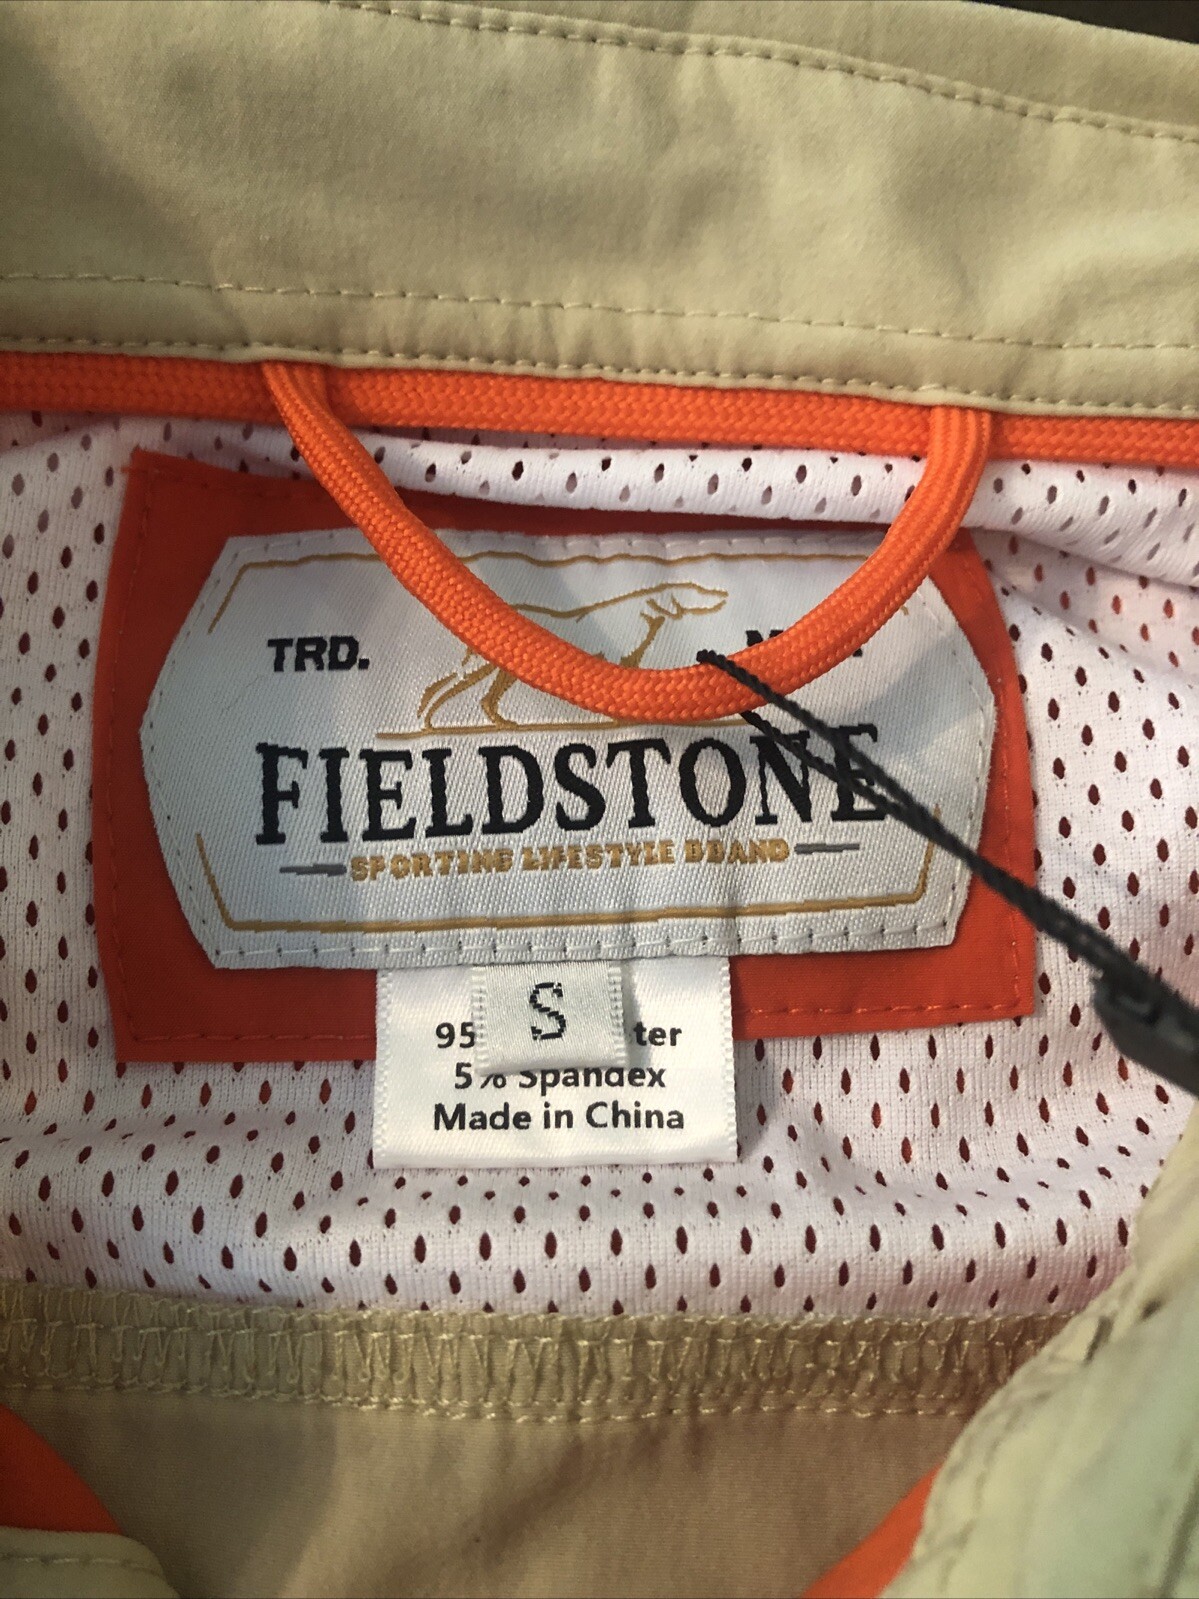 TRD.
FIELDSTONE
SPORTING LIFESTYLE BRAND
S
95 ter
5% Spandex
Made in China